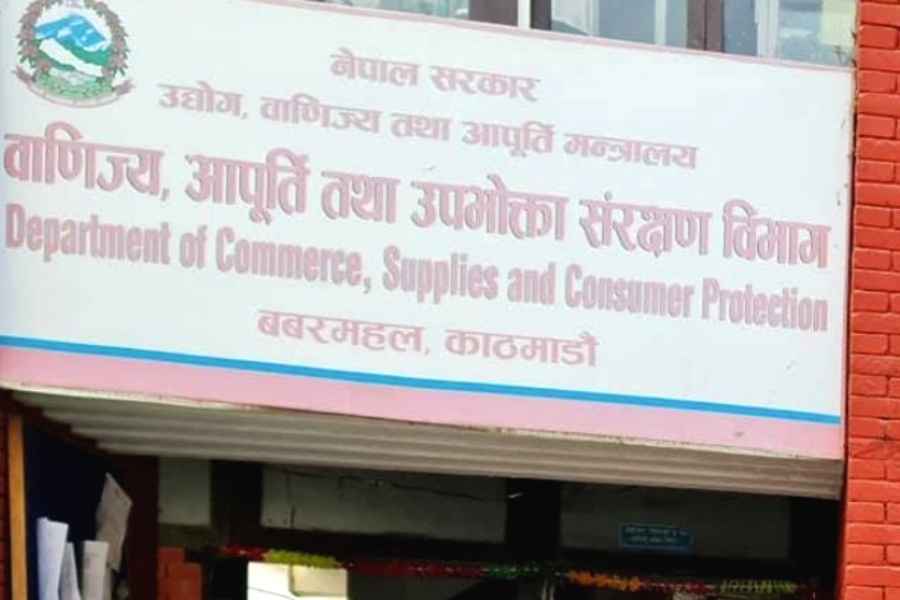 नेपाल सरकार
उद्योग, वाणिज्य तथा आपूर्ति मन्त्रालय
वाणिज्य, आपूर्ति तथा उपभोक्ता संरक्षण विभाग
Department of Commerce, Supplies and Consumer Protection
बबरमहल, काठमाडौं